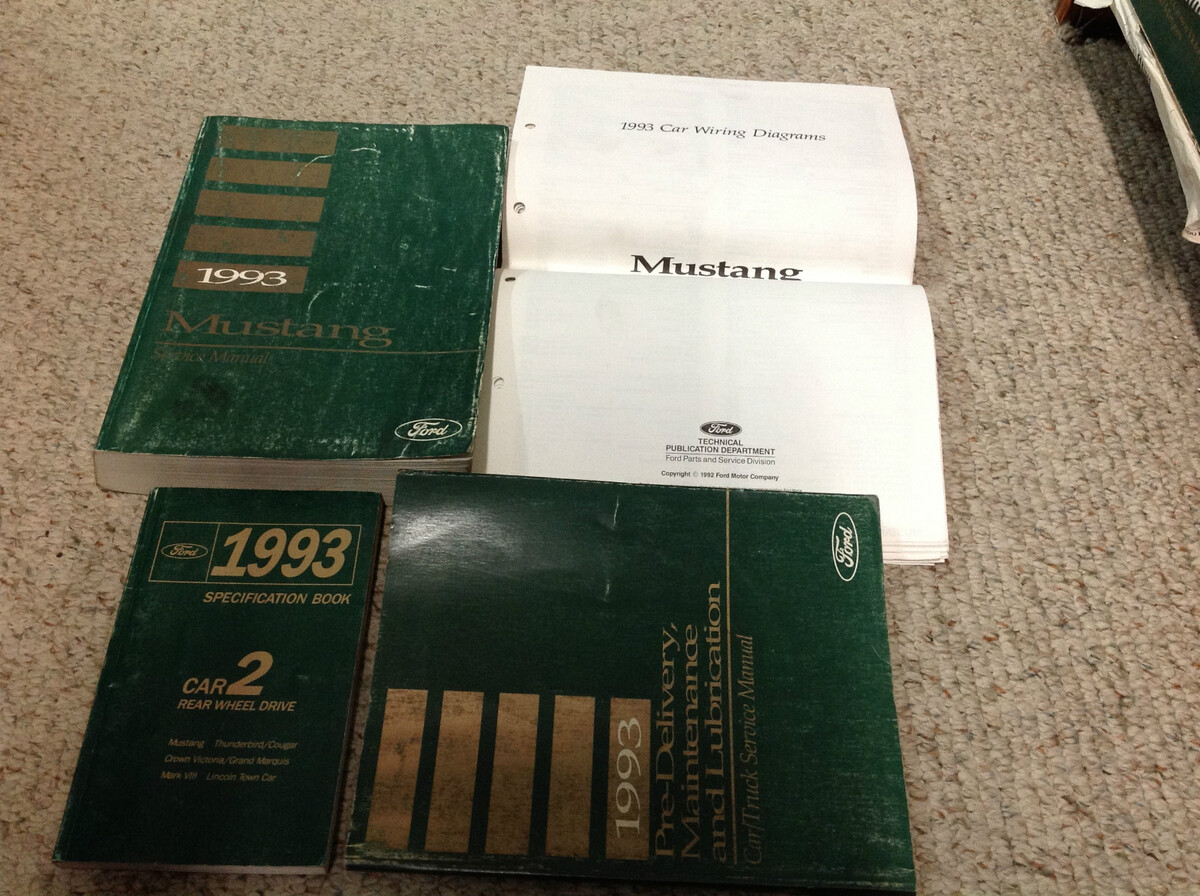 1993
Mustang
Service Manual
Ford
1993 Car Wiring Diagrams
Mustang
Ford
TECHNICAL
PUBLICATION DEPARTMENT
Ford Parts and Service Division
Copyright © 1992 Ford Motor Company
Ford
1993
SPECIFICATION BOOK
CAR 2
REAR WHEEL DRIVE
Mustang Thunderbird/Cougar
Crown Victoria/Grand Marquis
Mark VIII Lincoln Town Car
Ford
1993
Pre-Delivery,
Maintenance
and Lubrication
Car/Truck Service Manual